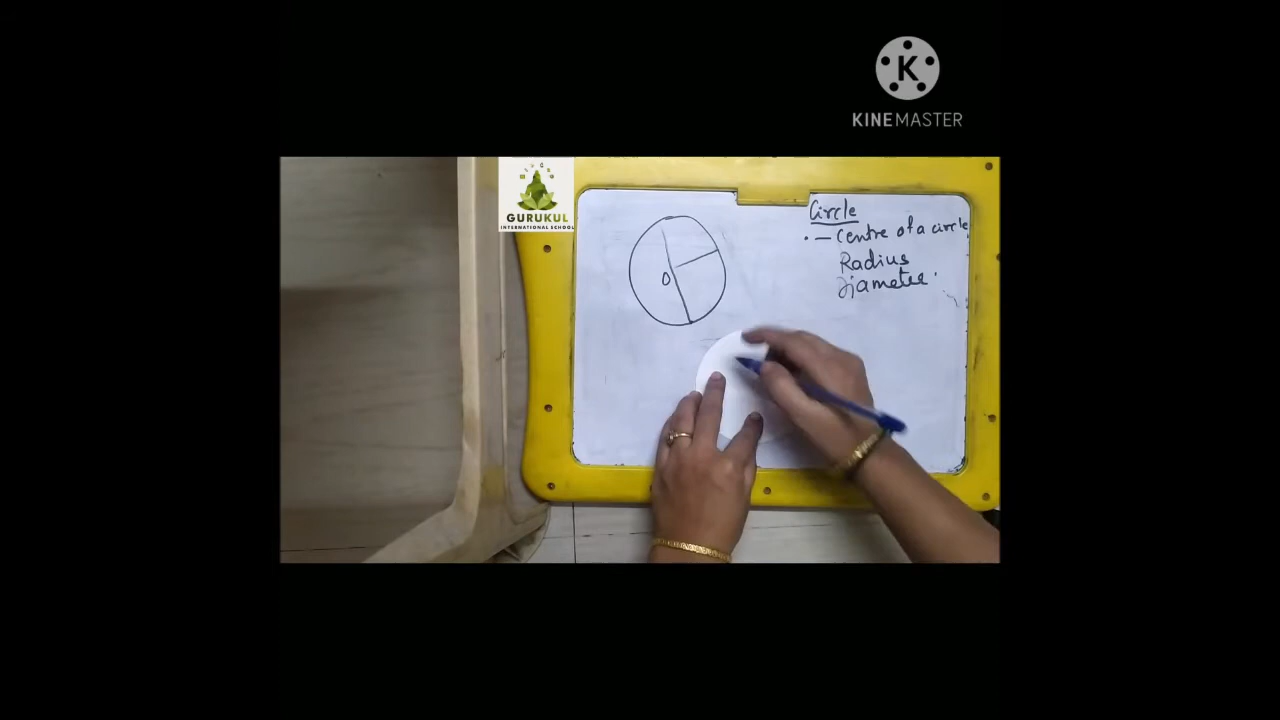 KINEMASTER
GURUKUL
INTERNATIONAL SCHOOL
Circle
. — Centre of a circle
Radius
Diameter.
O